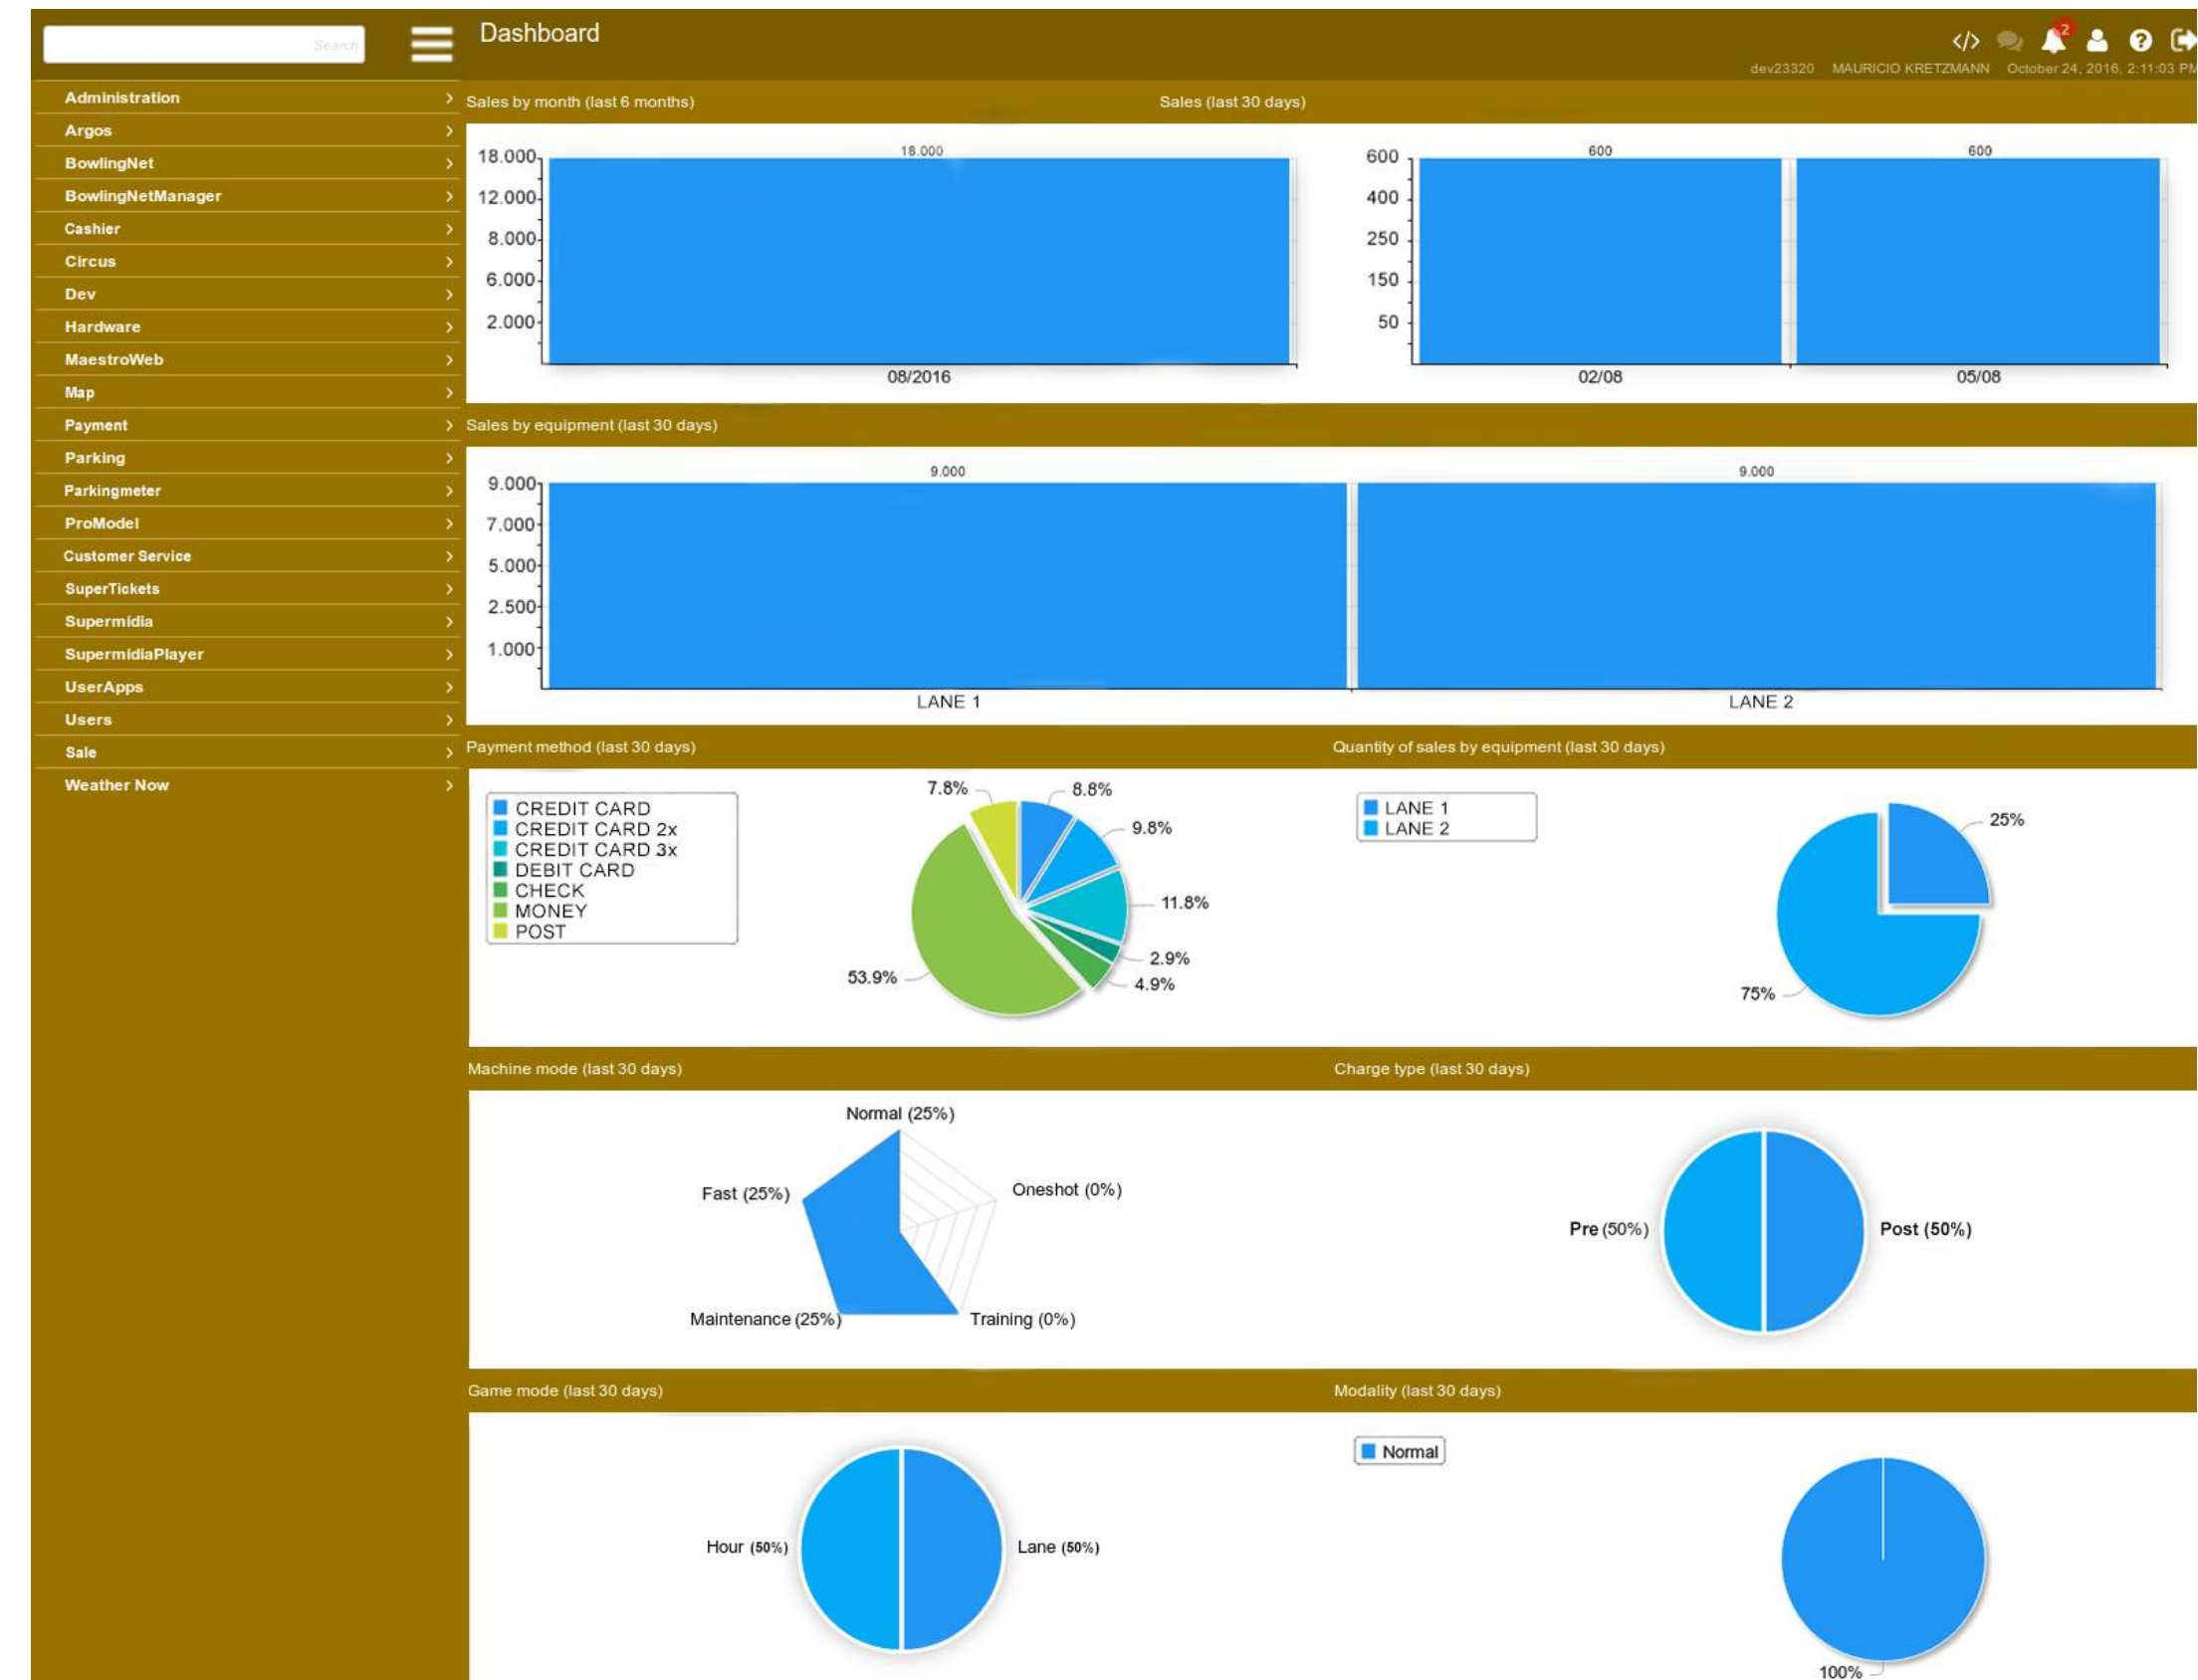 Search
Dashboard
2
dev23320 MAURICIO KRETZMANN October 24, 2016, 2:11:03 PM
Administration
Argos
BowlingNet
BowlingNetManager
Cashier
Circus
Dev
Hardware
MaestroWeb
Map
Payment
Parking
Parkingmeter
ProModel
Customer Service
SuperTickets
Supermídia
SupermídiaPlayer
UserApps
Users
Sale
Weather Now
Sales by month (last 6 months)
18.000
18.000
12.000
8.000
6.000
2.000
08/2016
Sales (last 30 days)
600 600
600
400
250
150
50
02/08 05/08
Sales by equipment (last 30 days)
9.000 9.000
9.000
7.000
5.000
2.500
1.000
LANE 1 LANE 2
Payment method (last 30 days)
CREDIT CARD
CREDIT CARD 2x
CREDIT CARD 3x
DEBIT CARD
CHECK
MONEY
POST
7.8%
8.8%
9.8%
11.8%
2.9%
4.9%
53.9%
Quantity of sales by equipment (last 30 days)
LANE 1
LANE 2
25%
75%
Machine mode (last 30 days)
Normal (25%)
Fast (25%)
Oneshot (0%)
Maintenance (25%)
Training (0%)
Charge type (last 30 days)
Pre (50%)
Post (50%)
Game mode (last 30 days)
Hour (50%)
Lane (50%)
Modality (last 30 days)
Normal
100%